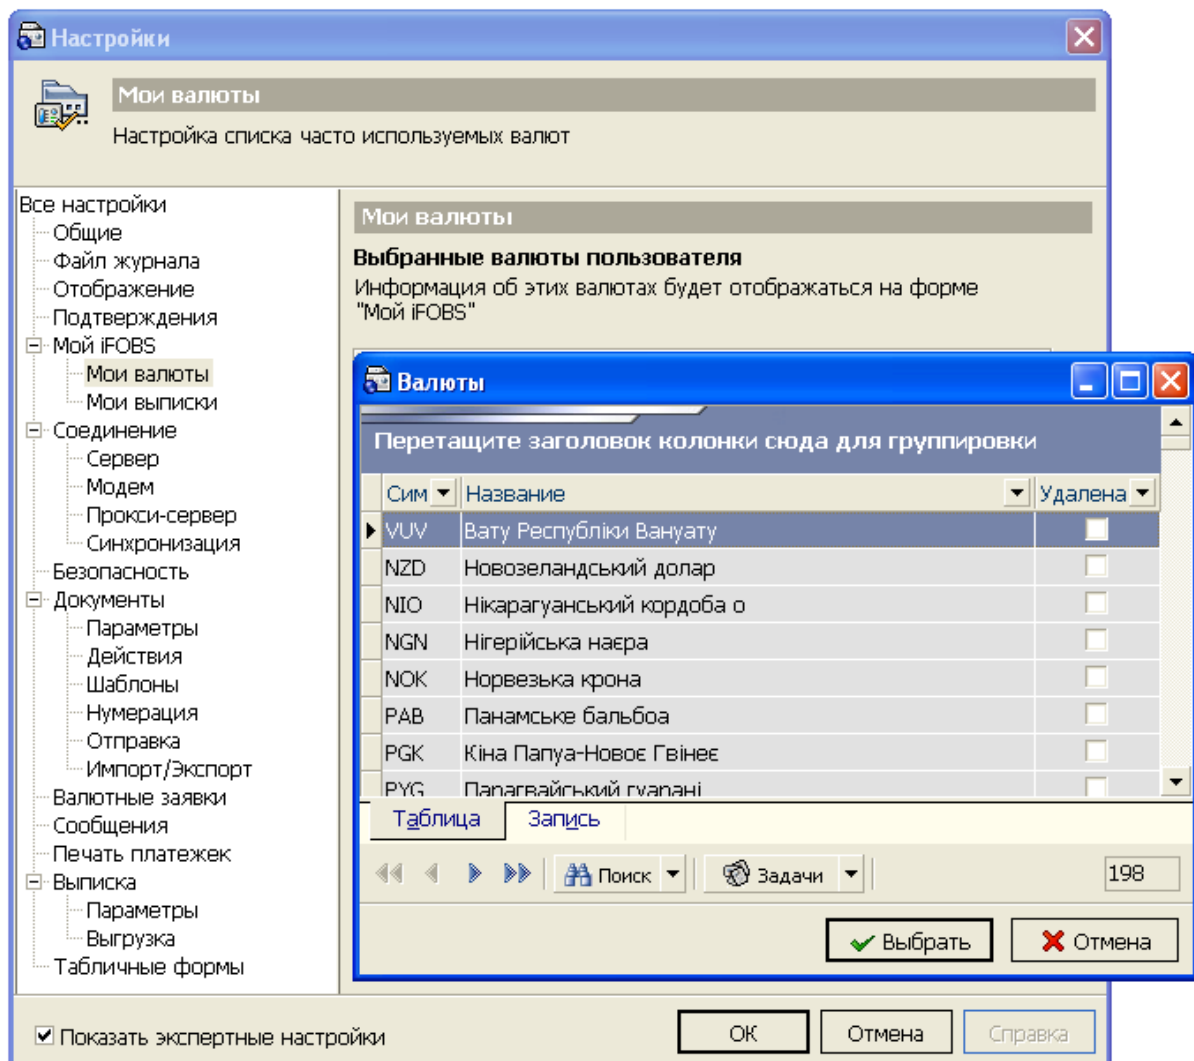 Настройки
Мои валюты
Настройка списка часто используемых валют
Все настройки
Общие
Файл журнала
Отображение
Подтверждения
Мой iFOBS
Мои валюты
Мои выписки
Соединение
Сервер
Модем
Прокси-сервер
Синхронизация
Безопасность
Документы
Параметры
Действия
Шаблоны
Нумерация
Отправка
Импорт/Экспорт
Валютные заявки
Сообщения
Печать платежек
Выписка
Параметры
Выгрузка
Табличные формы
Мои валюты
Выбранные валюты пользователя
Информация об этих валютах будет отображаться на форме
"Мой iFOBS"
Валюты
Перетащите заголовок колонки сюда для группировки
Сим Название Удалена
VUV Вату Республіки Вануату
NZD Новозеландський долар
NIO Нікарагуанський кордоба о
NGN Нігерійська наєра
NOK Норвезька крона
PAB Панамське бальбоа
PGK Кіна Папуа-Новоє Гвінеє
PYG Парагвайський гуарані
Таблица Запись
Поиск Задачи 198
Выбрать Отмена
Показать экспертные настройки
ОК Отмена Справка